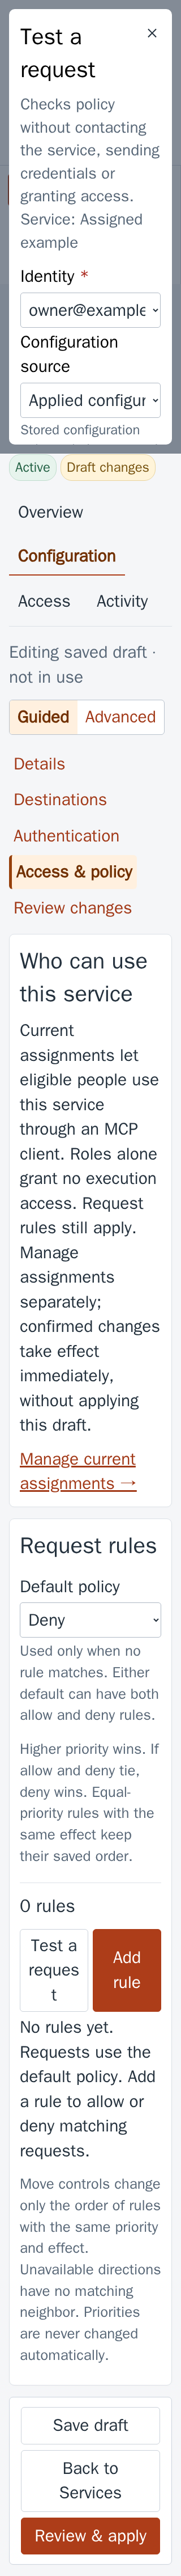 Test a
request
Checks policy
without contacting
the service, sending
credentials or
granting access.
Service: Assigned
example
Identity *
owner@example
Configuration
source
Applied configur
Stored configuration
Active Draft changes
Overview
Configuration
Access Activity
Editing saved draft ·
not in use
Guided Advanced
Details
Destinations
Authentication
Access & policy
Review changes
Who can use
this service
Current
assignments let
eligible people use
this service
through an MCP
client. Roles alone
grant no execution
access. Request
rules still apply.
Manage
assignments
separately;
confirmed changes
take effect
immediately,
without applying
this draft.
Manage current
assignments →
Request rules
Default policy
Deny
Used only when no
rule matches. Either
default can have both
allow and deny rules.
Higher priority wins. If
allow and deny tie,
deny wins. Equal-
priority rules with the
same effect keep
their saved order.
0 rules
Test a
reques
t
Add
rule
No rules yet.
Requests use the
default policy. Add
a rule to allow or
deny matching
requests.
Move controls change
only the order of rules
with the same priority
and effect.
Unavailable directions
have no matching
neighbor. Priorities
are never changed
automatically.
Save draft
Back to
Services
Review & apply